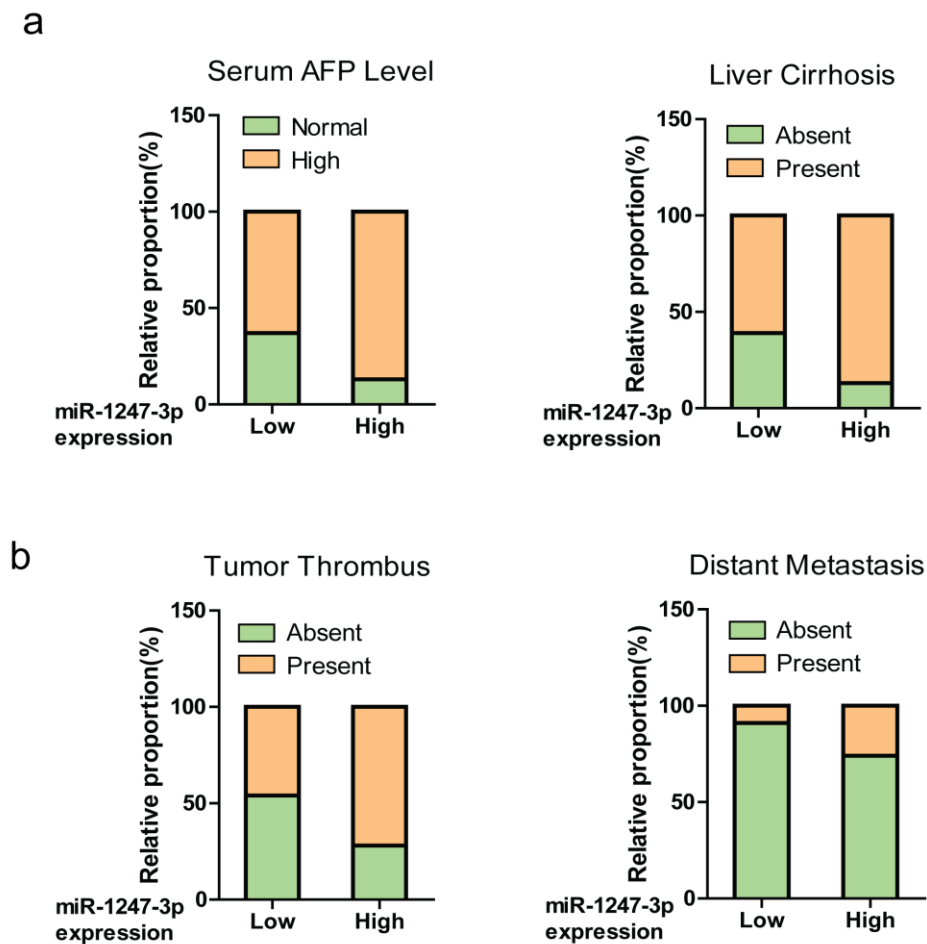 a
Serum AFP Level
Relative proportion(%)
150
100
50
0
Normal
High
miR-1247-3p
expression
Low
High
Liver Cirrhosis
Relative proportion(%)
150
100
50
0
Absent
Present
miR-1247-3p
expression
Low
High
b
Tumor Thrombus
Relative proportion(%)
150
100
50
0
Absent
Present
miR-1247-3p
expression
Low
High
Distant Metastasis
Relative proportion(%)
150
100
50
0
Absent
Present
miR-1247-3p
expression
Low
High